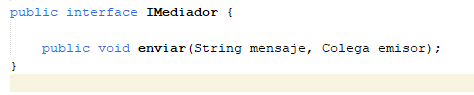 public interface IMediador {
public void enviar(String mensaje, Colega emisor);
}